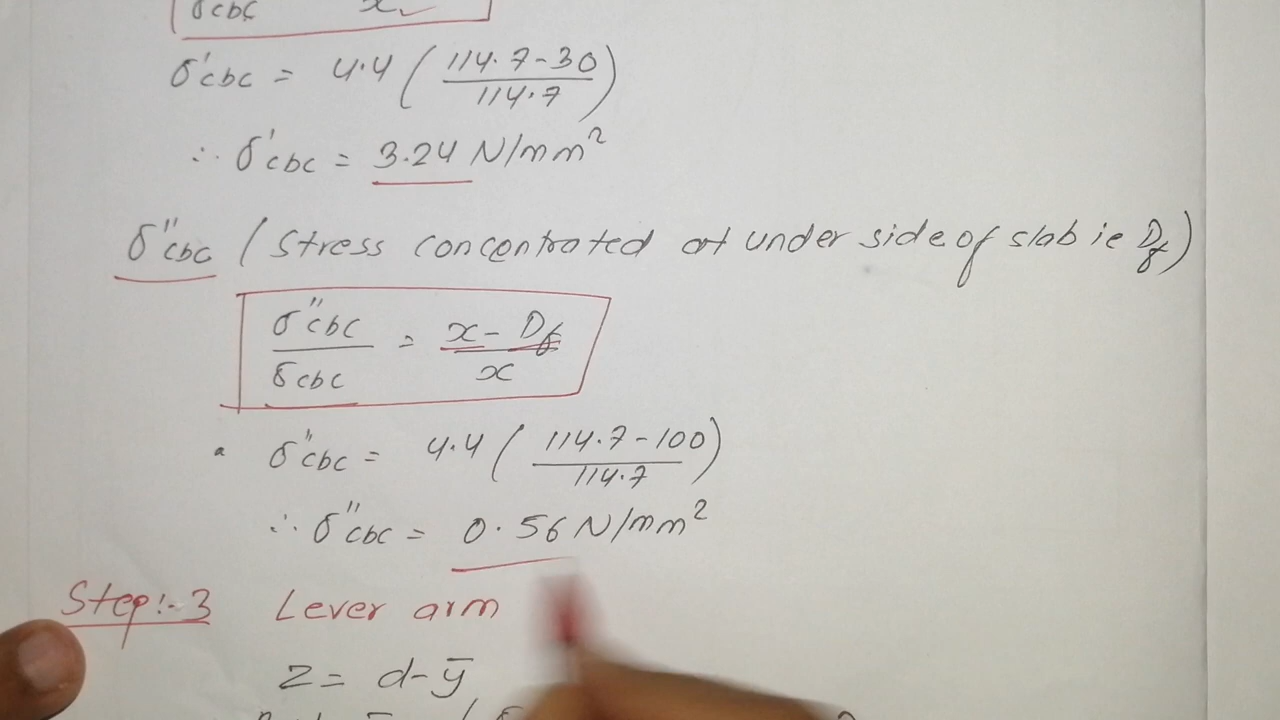 σcbc x
σ'cbc = 4.4 ( 114.7-30 / 114.7 )
∴ σ'cbc = 3.24 N/mm²
σ"cbc ( Stress concentrated at under side of slab ie Df )
σ"cbc / σcbc = x - Df / x
σ"cbc = 4.4 ( 114.7-100 / 114.7 )
∴ σ"cbc = 0.56 N/mm²
Step:-3 Lever arm
z = d-ȳ